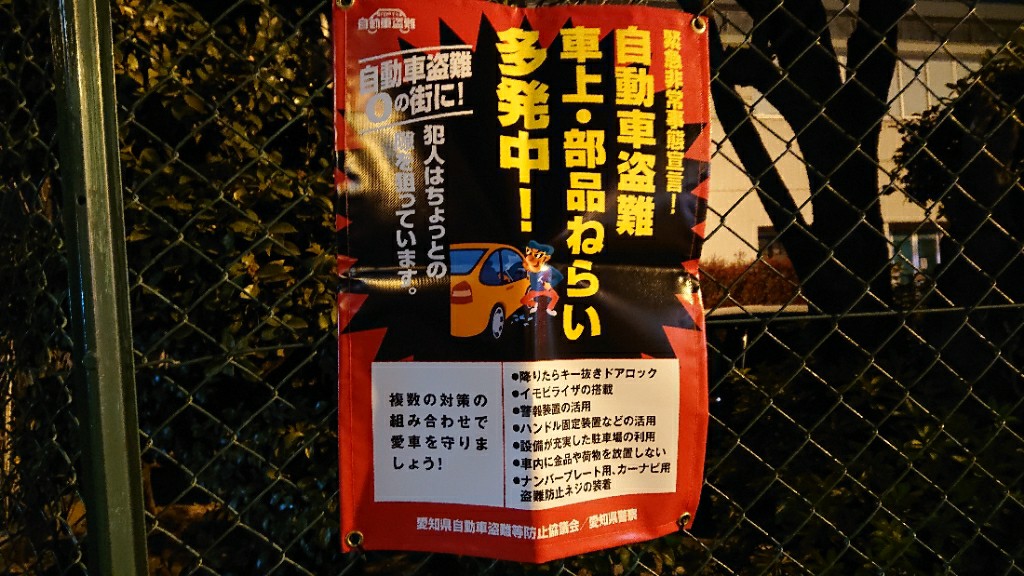 緊急非常事態宣言!
自動車盗難
車上・部品ねらい
多発中!
STOP THE
自動車盗難
自動車盗難
0の街に!
犯人はちょっとの
を狙っています。
複数の対策の
組み合わせで
愛車を守りま
しょう!
●降りたらキー抜きドアロック
●イモビライザの搭載
●警報装置の活用
●ハンドル固定装置などの活用
●設備が充実した駐車場の利用
●車内に金品や荷物を放置しない
●ナンバープレート用、カーナビ用
盗難防止ネジの装着
愛知県自動車盗難等防止協議会/愛知県警察